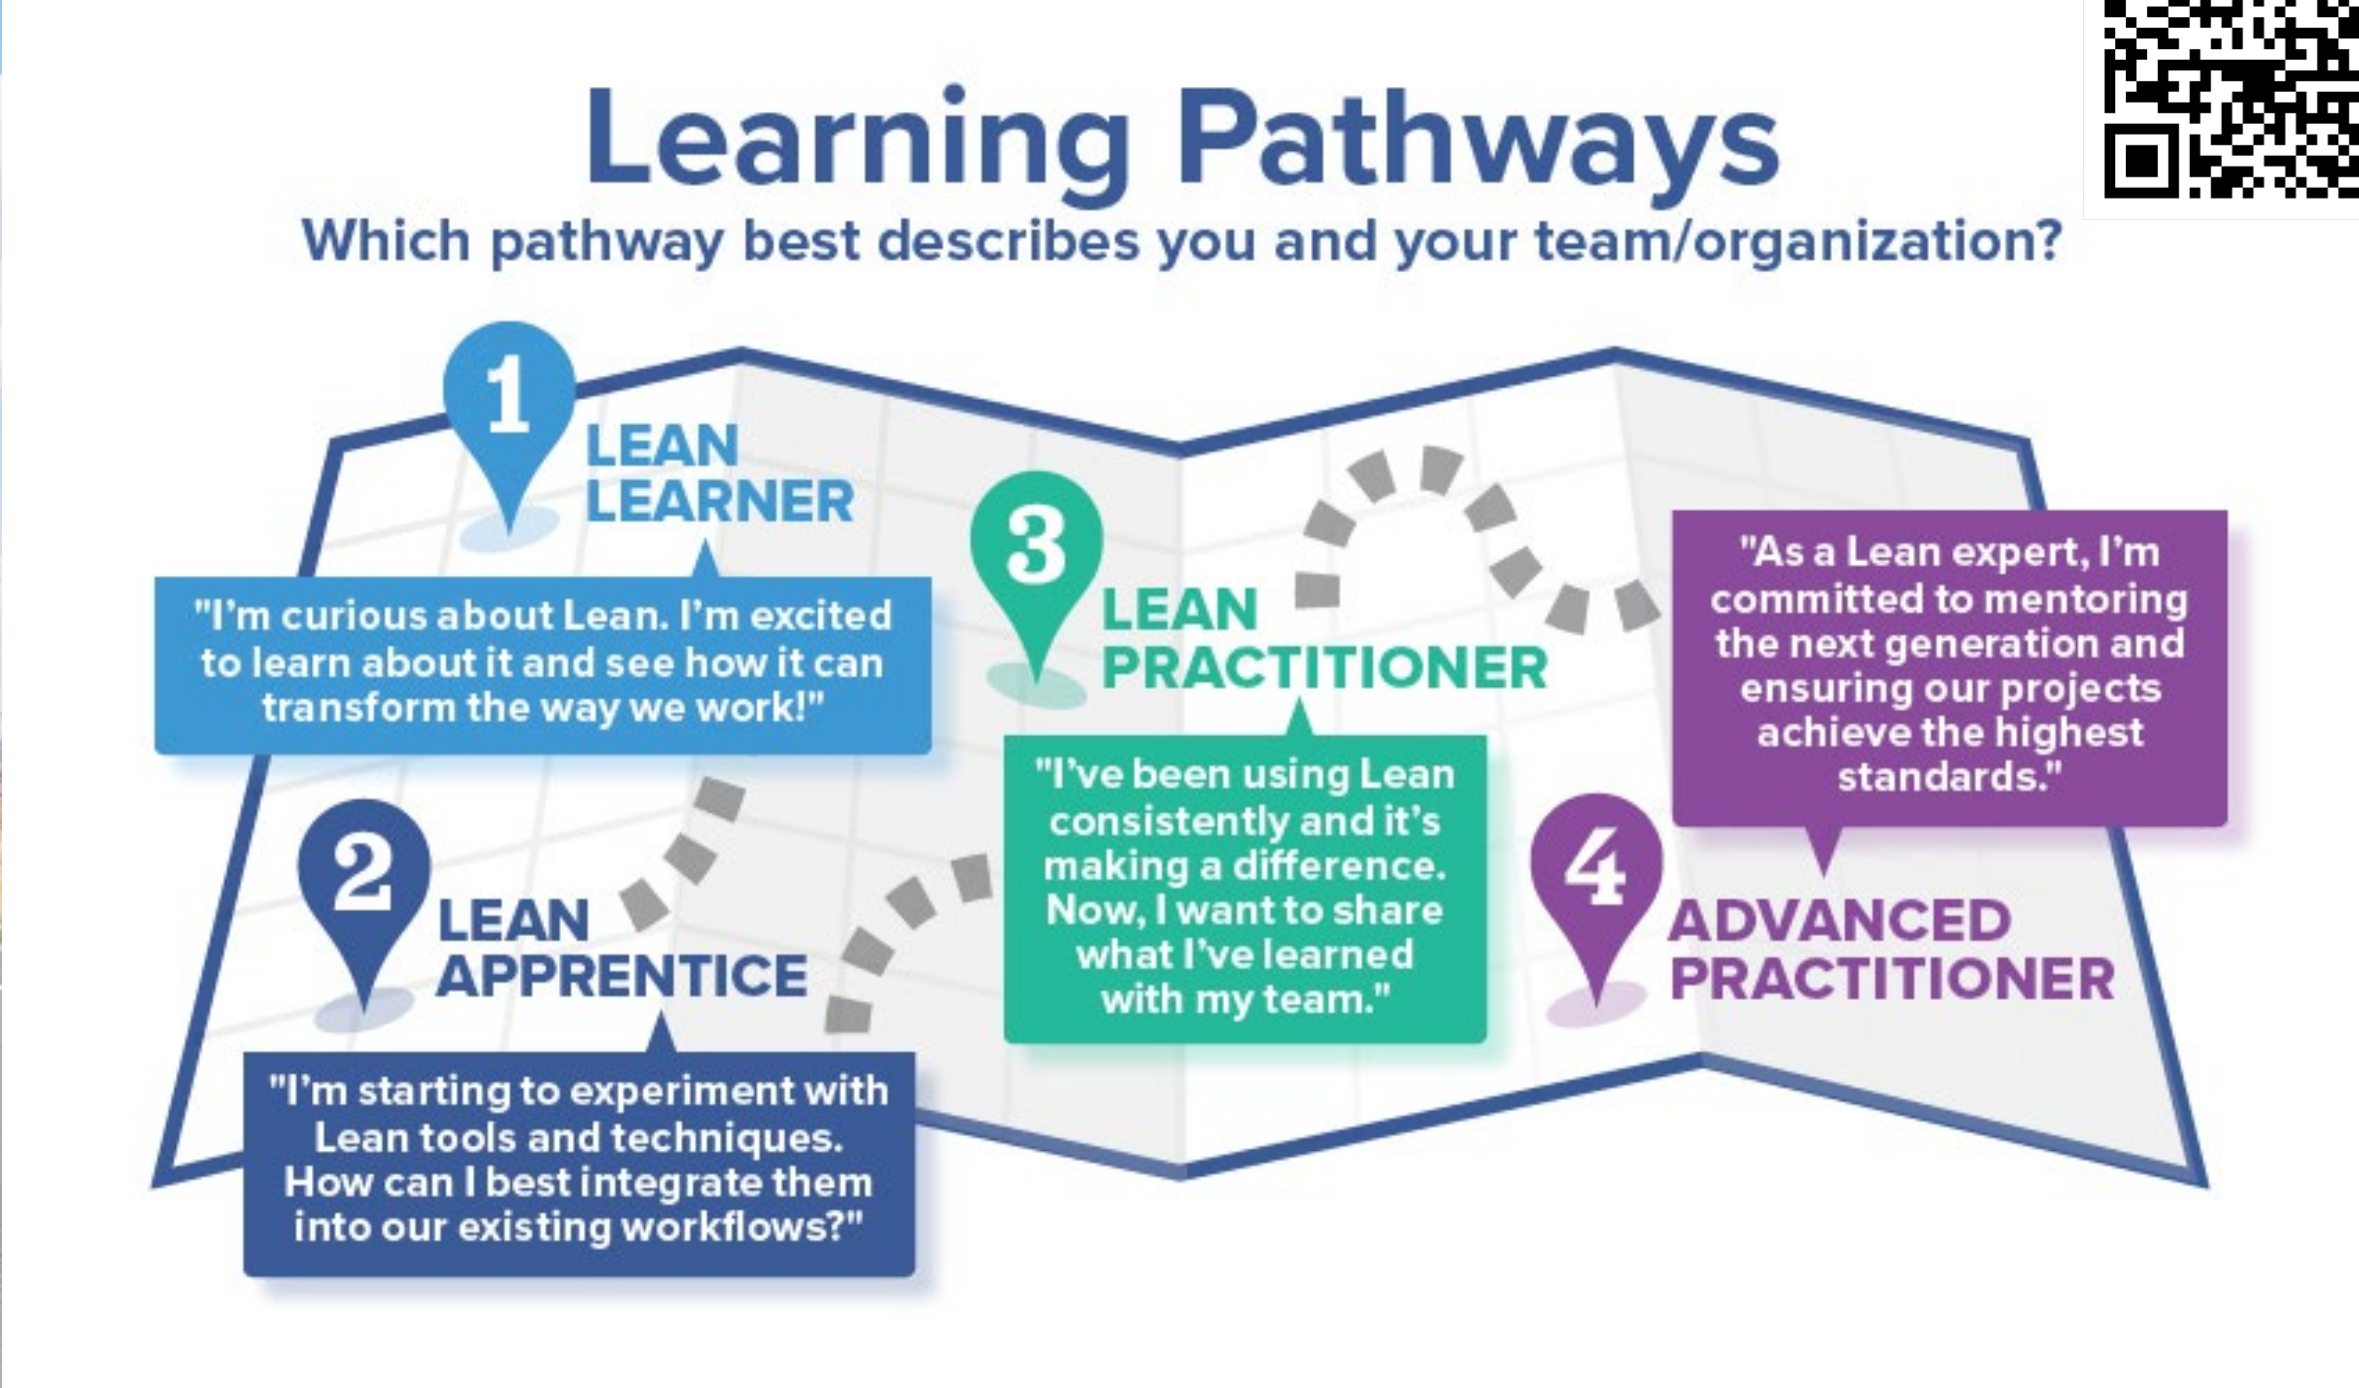 Learning Pathways
Which pathway best describes you and your team/organization?
1
LEAN
LEARNER
"I'm curious about Lean. I'm excited
to learn about it and see how it can
transform the way we work!"
2
LEAN
APPRENTICE
"I'm starting to experiment with
Lean tools and techniques.
How can I best integrate them
into our existing workflows?"
3
LEAN
PRACTITIONER
"I've been using Lean
consistently and it's
making a difference.
Now, I want to share
what I've learned
with my team."
"As a Lean expert, I'm
committed to mentoring
the next generation and
ensuring our projects
achieve the highest
standards."
4
ADVANCED
PRACTITIONER